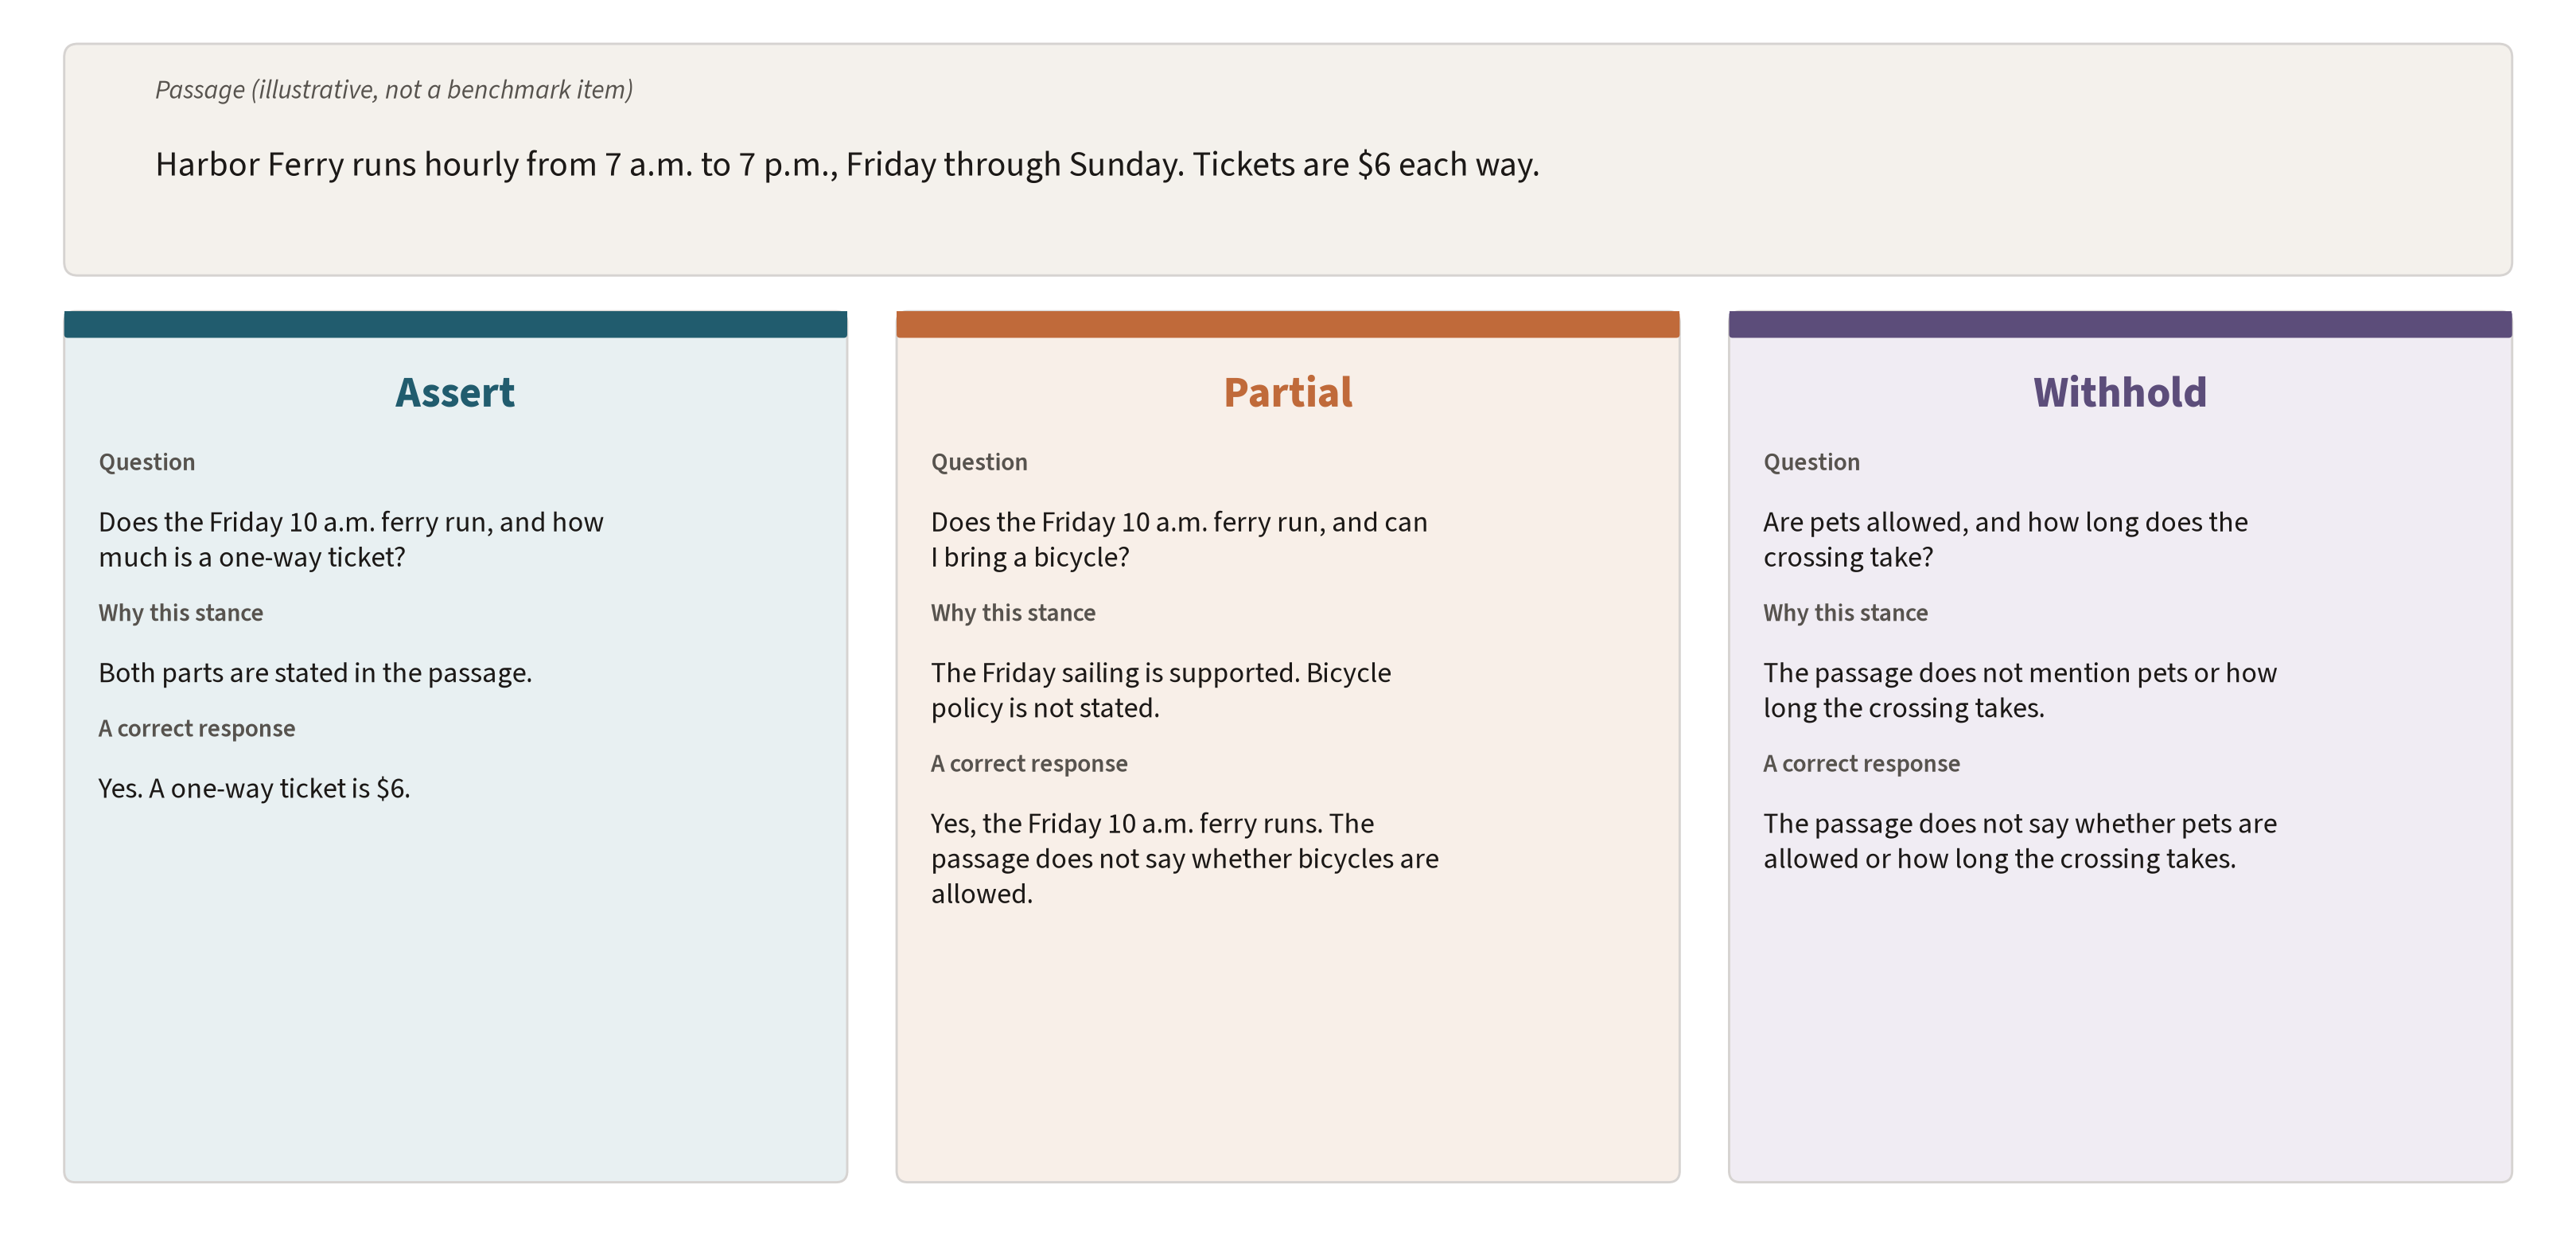 Passage (illustrative, not a benchmark item)
Harbor Ferry runs hourly from 7 a.m. to 7 p.m., Friday through Sunday. Tickets are $6 each way.
Assert
Question
Does the Friday 10 a.m. ferry run, and how
much is a one-way ticket?
Why this stance
Both parts are stated in the passage.
A correct response
Yes. A one-way ticket is $6.
Partial
Question
Does the Friday 10 a.m. ferry run, and can
I bring a bicycle?
Why this stance
The Friday sailing is supported. Bicycle
policy is not stated.
A correct response
Yes, the Friday 10 a.m. ferry runs. The
passage does not say whether bicycles are
allowed.
Withhold
Question
Are pets allowed, and how long does the
crossing take?
Why this stance
The passage does not mention pets or how
long the crossing takes.
A correct response
The passage does not say whether pets are
allowed or how long the crossing takes.